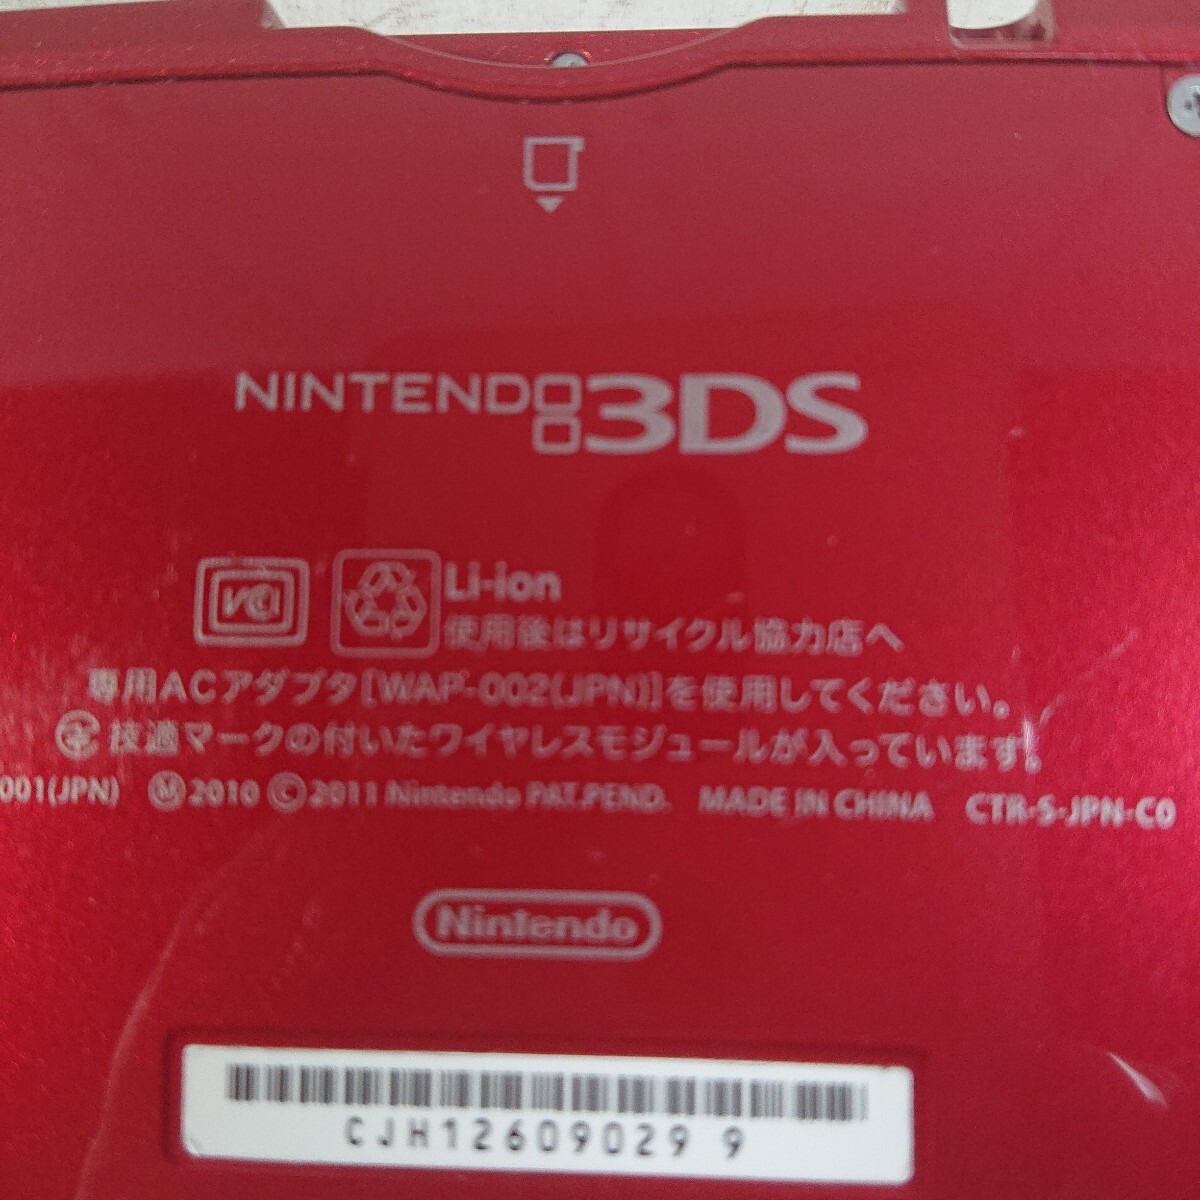 NINTENDO 3DS
VCI
Li-ion
使用後はリサイクル協力店へ
専用ACアダプタ[WAP-002(JPN)]を使用してください。
技適マークの付いたワイヤレスモジュールが入っています。
001(JPN) Ⓜ2010 ©2011 Nintendo PAT.PEND. MADE IN CHINA CTR-S-JPN-C0
Nintendo
CJH12609029 9